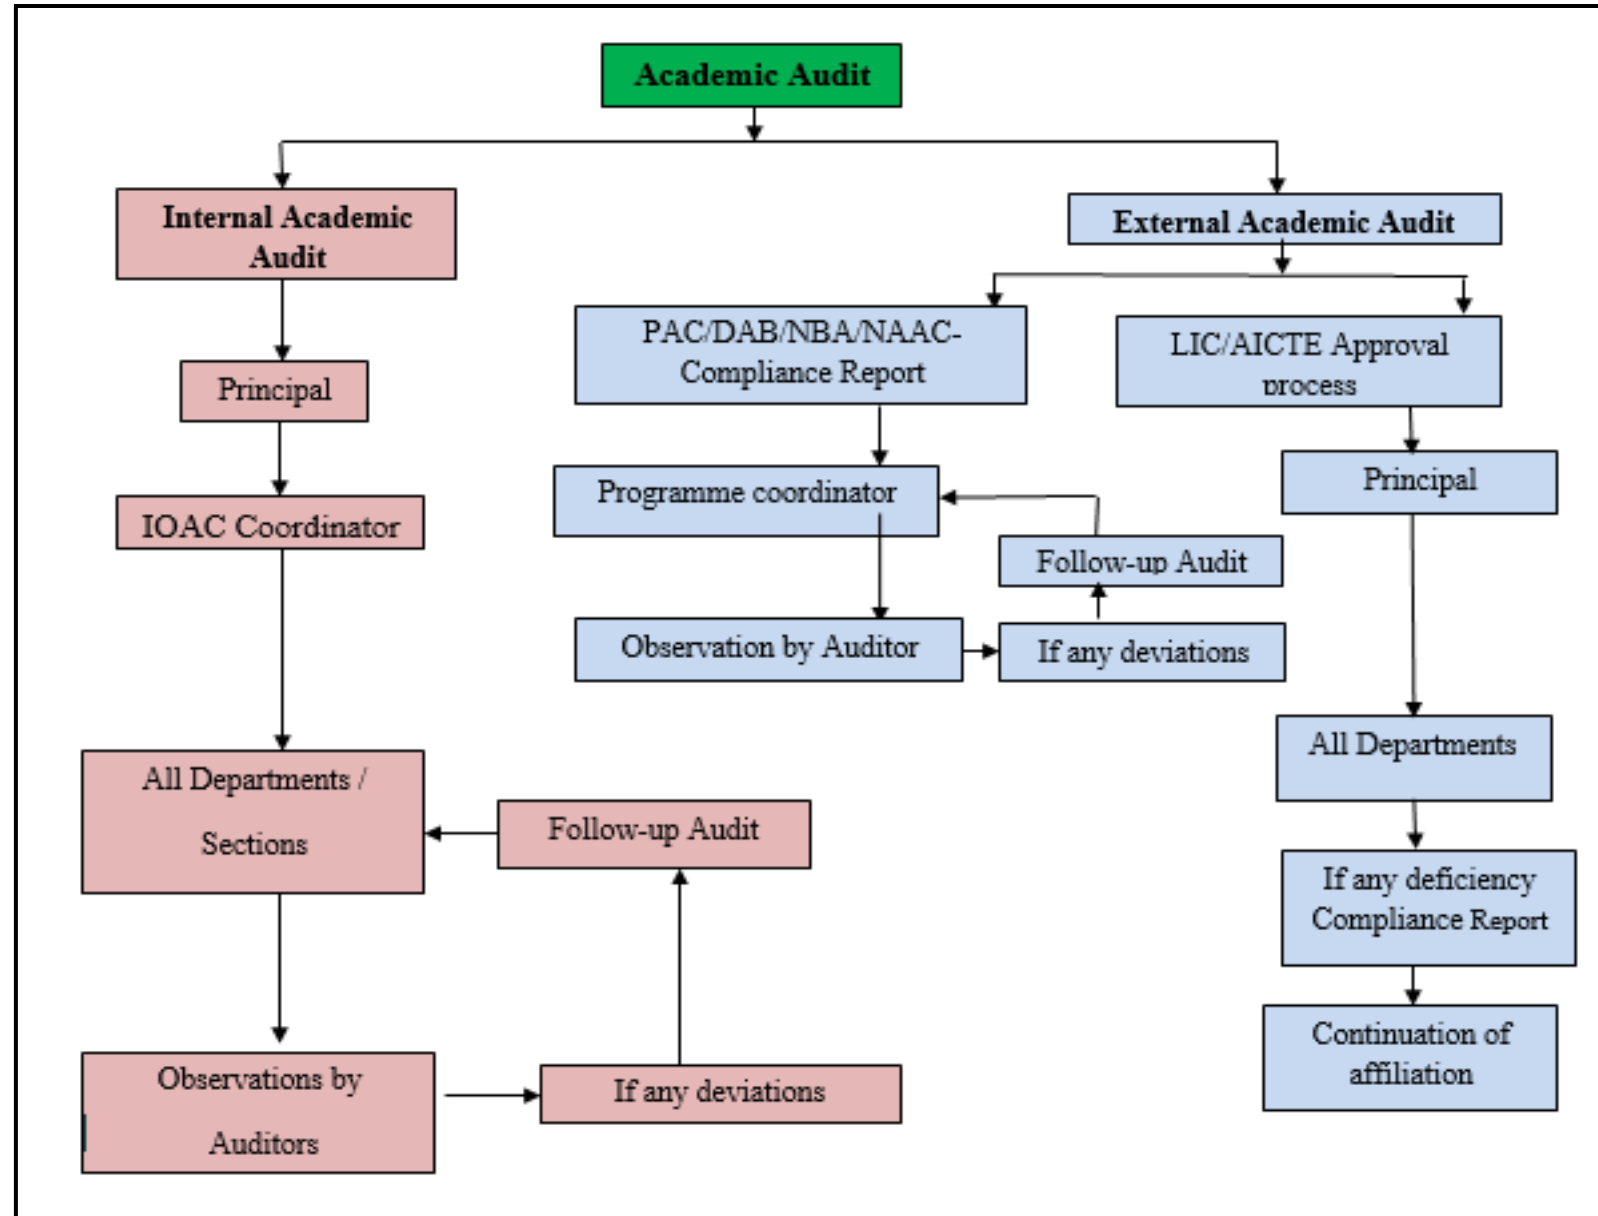 Academic Audit
Internal Academic
Audit
External Academic Audit
PAC/DAB/NBA/NAAC-
Compliance Report
LIC/AICTE Approval
process
Principal
Programme coordinator
Principal
IOAC Coordinator
Follow-up Audit
Observation by Auditor
If any deviations
All Departments
All Departments /
Sections
Follow-up Audit
If any deficiency
Compliance Report
Continuation of
affiliation
Observations by
Auditors
If any deviations